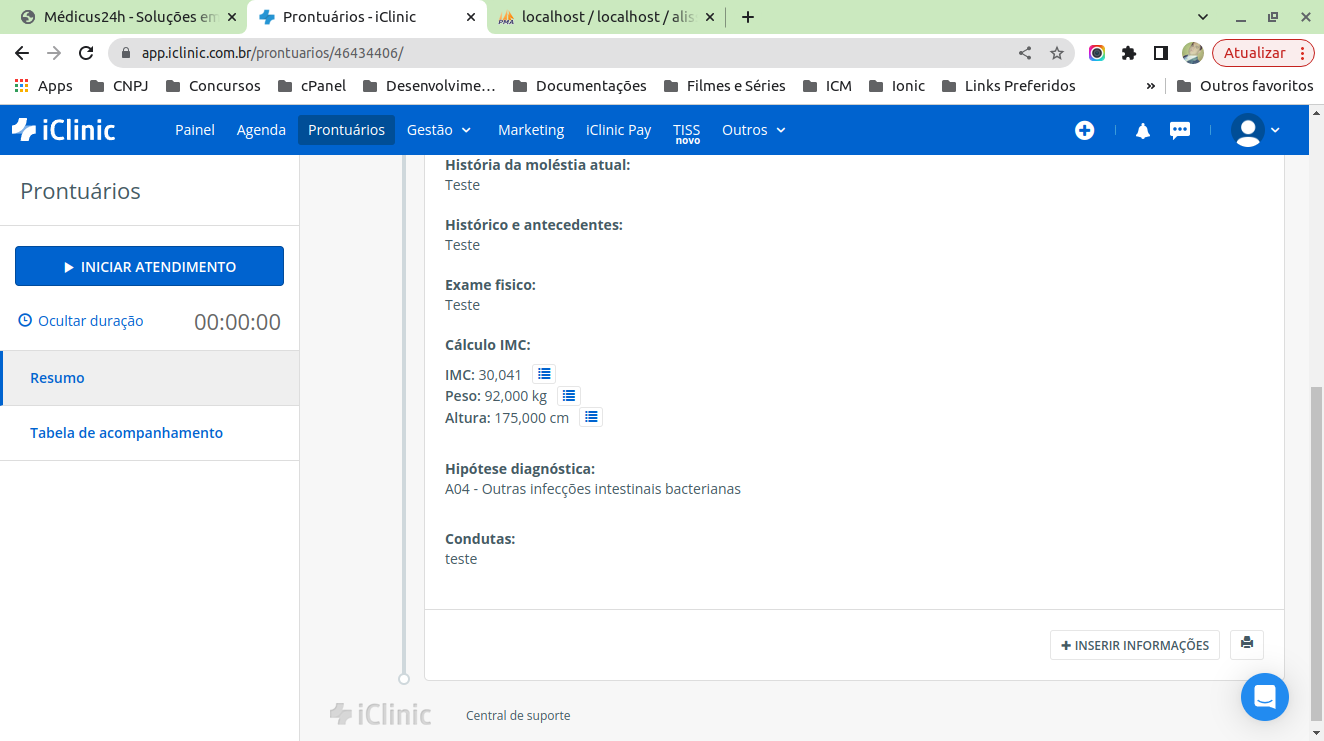 Médicus24h - Soluções em
Prontuários - iClinic
localhost / localhost / alis
app.iclinic.com.br/prontuarios/46434406/
Atualizar
Apps
CNPJ
Concursos
cPanel
Desenvolvime…
Documentações
Filmes e Séries
ICM
Ionic
Links Preferidos
»
Outros favoritos
iClinic
Painel
Agenda
Prontuários
Gestão
Marketing
iClinic Pay
TISS
novo
Outros
Prontuários
INICIAR ATENDIMENTO
Ocultar duração
00:00:00
Resumo
Tabela de acompanhamento
História da moléstia atual:
Teste
Histórico e antecedentes:
Teste
Exame fisico:
Teste
Cálculo IMC:
IMC: 30,041
Peso: 92,000 kg
Altura: 175,000 cm
Hipótese diagnóstica:
A04 - Outras infecções intestinais bacterianas
Condutas:
teste
+ INSERIR INFORMAÇÕES
iClinic
Central de suporte